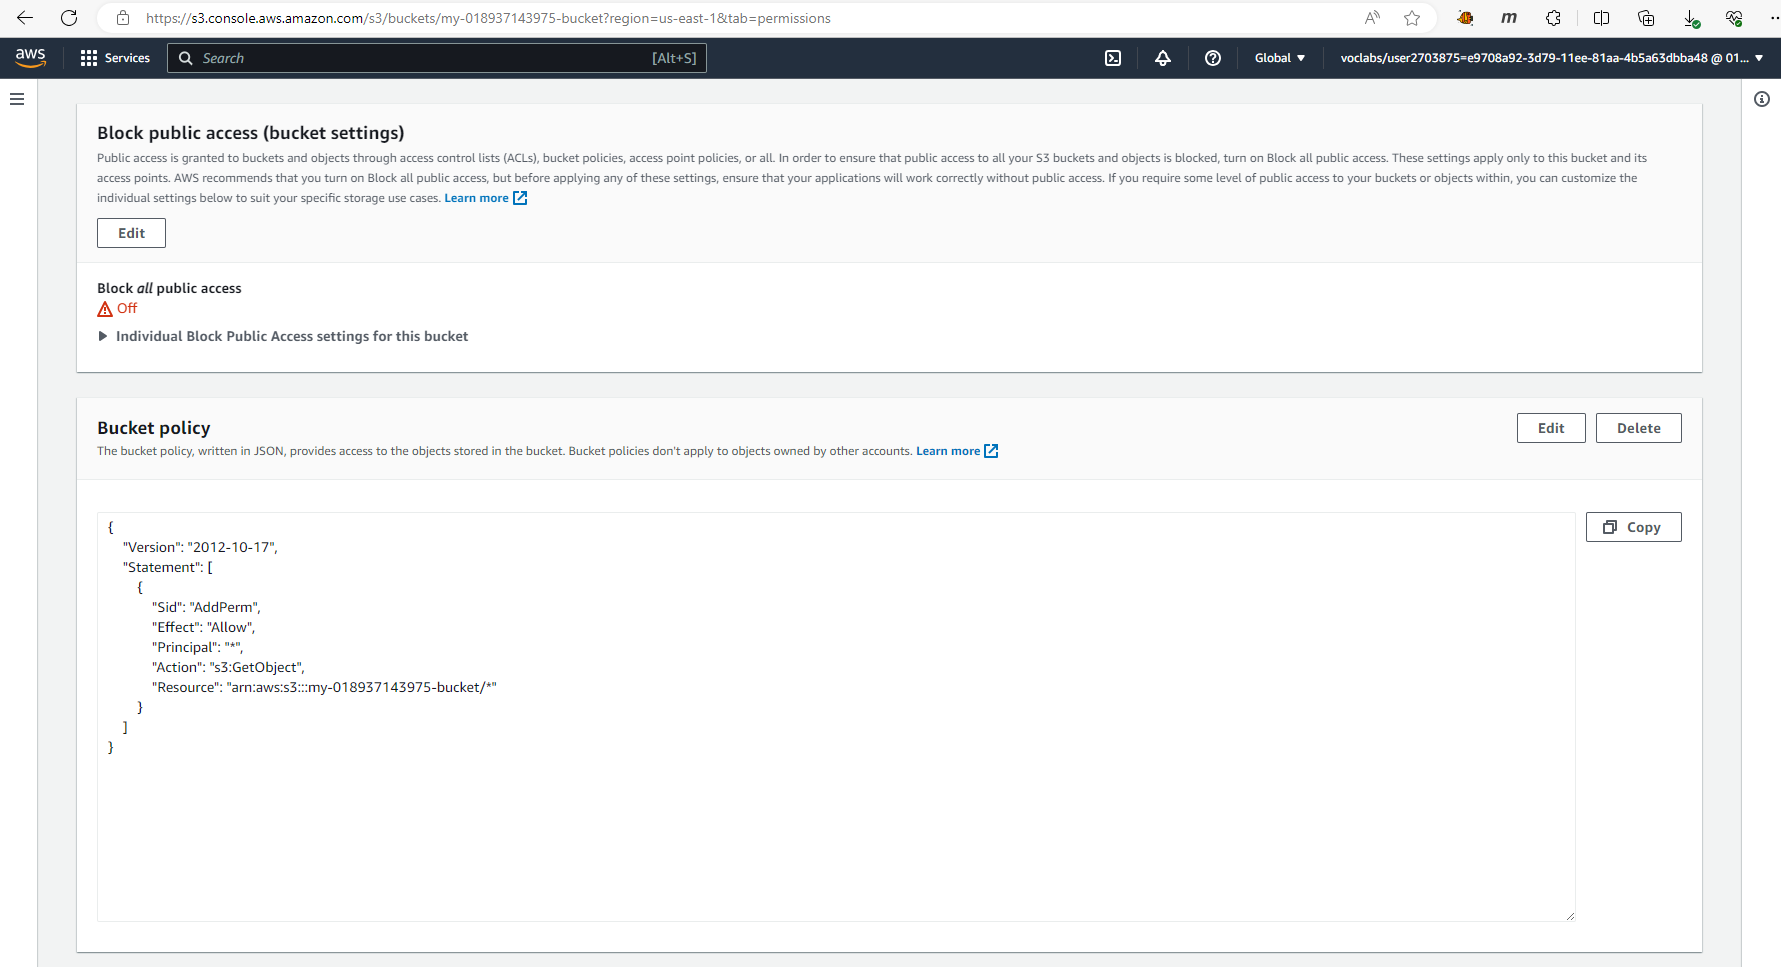 https://s3.console.aws.amazon.com/s3/buckets/my-018937143975-bucket?region=us-east-1&tab=permissions
aws
Services
Search
[Alt+S]
Global
voclabs/user2703875=e9708a92-3d79-11ee-81aa-4b5a63dbba48 @ 01...
Block public access (bucket settings)
Public access is granted to buckets and objects through access control lists (ACLs), bucket policies, access point policies, or all. In order to ensure that public access to all your S3 buckets and objects is blocked, turn on Block all public access. These settings apply only to this bucket and its
access points. AWS recommends that you turn on Block all public access, but before applying any of these settings, ensure that your applications will work correctly without public access. If you require some level of public access to your buckets or objects within, you can customize the
individual settings below to suit your specific storage use cases. Learn more
Edit
Block all public access
Off
Individual Block Public Access settings for this bucket
Bucket policy
Edit
Delete
The bucket policy, written in JSON, provides access to the objects stored in the bucket. Bucket policies don't apply to objects owned by other accounts. Learn more
Copy
{
"Version": "2012-10-17",
"Statement": [
{
"Sid": "AddPerm",
"Effect": "Allow",
"Principal": "*",
"Action": "s3:GetObject",
"Resource": "arn:aws:s3:::my-018937143975-bucket/*"
}
]
}